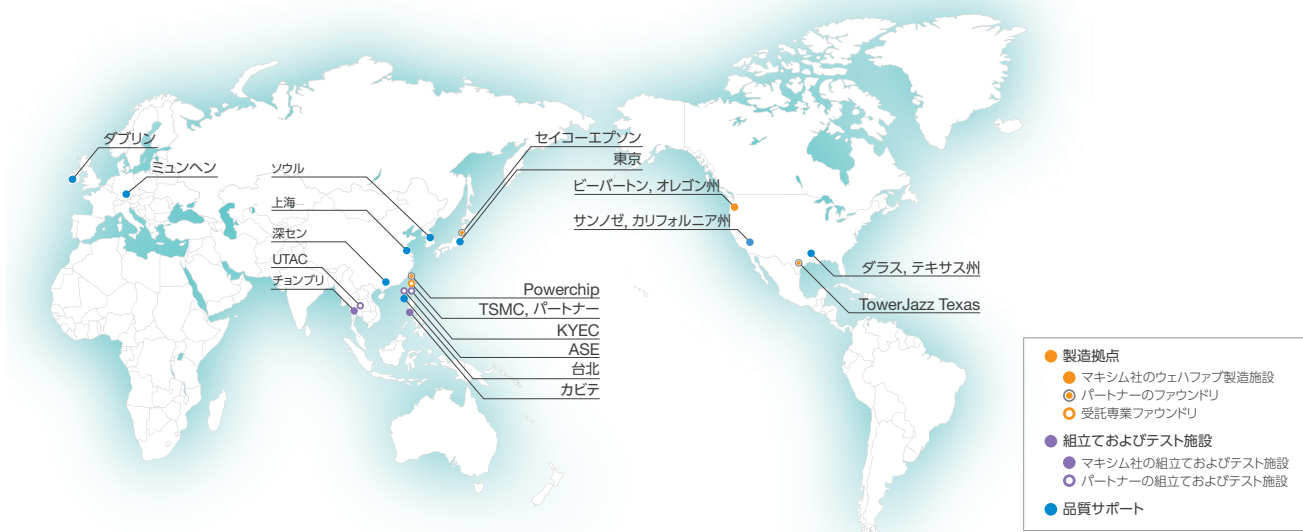 ダブリン
ミュンヘン
ソウル
上海
深セン
UTAC
チョンブリ
セイコーエプソン
東京
Powerchip
TSMC, パートナー
KYEC
ASE
台北
カビテ
ビーバートン, オレゴン州
サンノゼ, カリフォルニア州
ダラス, テキサス州
TowerJazz Texas
製造拠点
マキシム社のウェハファブ製造施設
パートナーのファウンドリ
受託専業ファウンドリ
組立ておよびテスト施設
マキシム社の組立ておよびテスト施設
パートナーの組立ておよびテスト施設
品質サポート